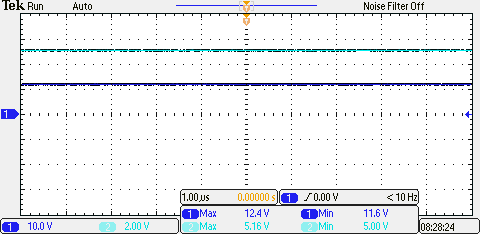 Tek Run Auto Noise Filter Off
T
T
1
1.00µs 0.00000 s
1 0.00 V < 10 Hz
1 Max 12.4 V 1 Min 11.6 V
1 10.0 V 2 2.00 V 2 Max 5.16 V 2 Min 5.00 V 08:28:24